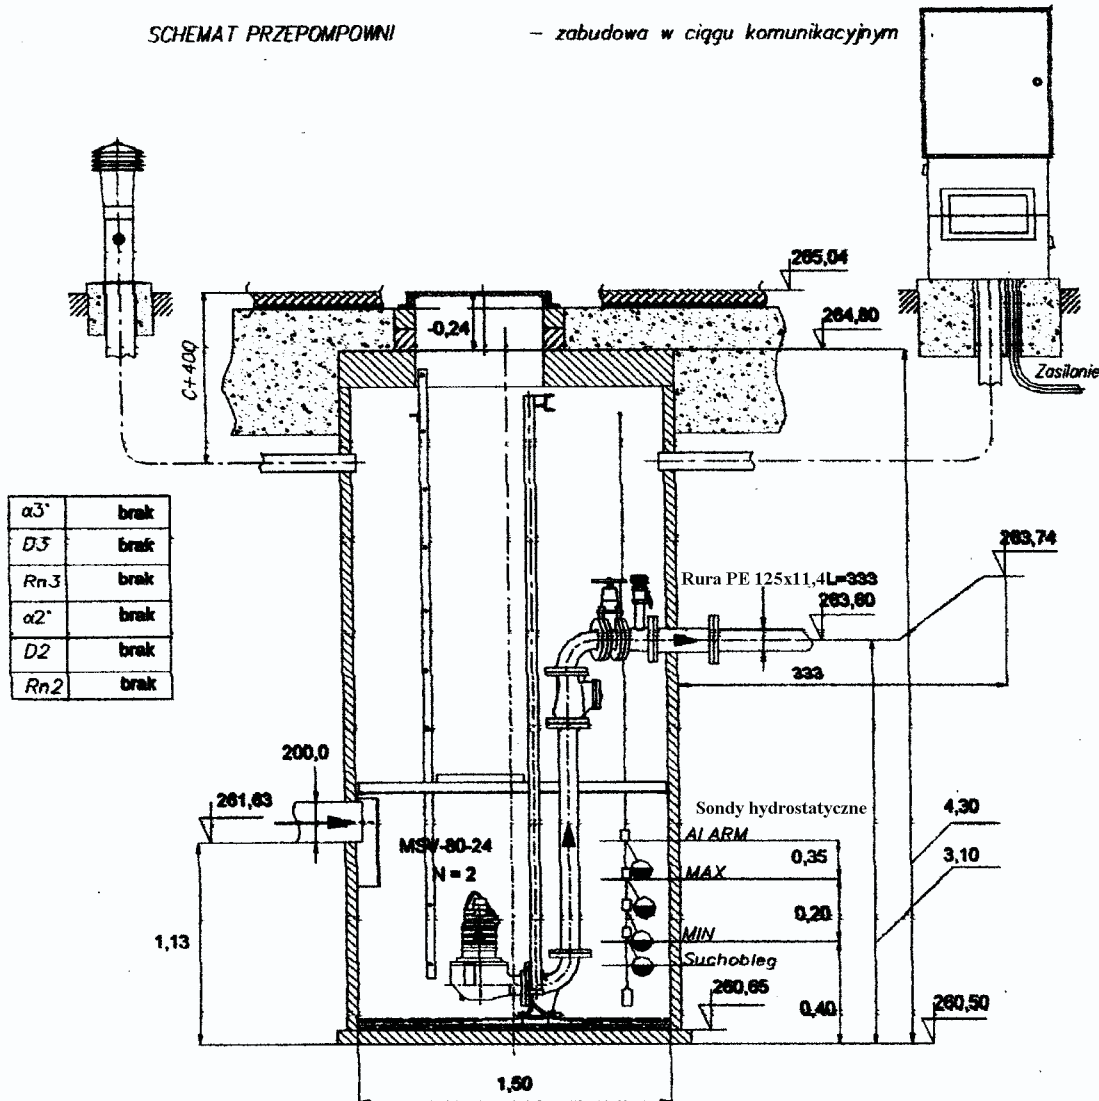 SCHEMAT PRZEPOMPOWNI – zabudowa w ciągu komunikacyjnym
265,04
-0,24
264,80
C+400
Zasilanie
α3° brak
D3 brak
Rn3 brak
α2° brak
D2 brak
Rn2 brak
263,74
Rura PE 125x11,4L=333
263,60
333
200,0
261,63
Sondy hydrostatyczne
ALARM
MSV-80-24
N = 2
0,35
4,30
MAX
3,10
0,20
1,13
MIN
Suchobieg
260,65
0,40
260,50
1,50